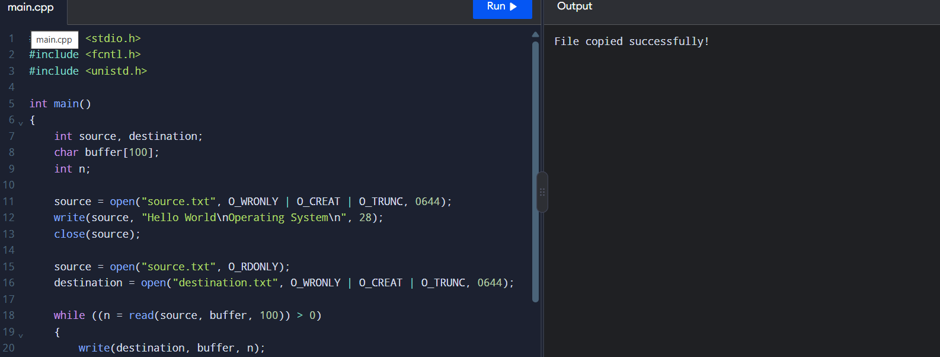 main.cpp
Run
Output
1 <stdio.h>
main.cpp
2 #include <fcntl.h>
3 #include <unistd.h>
4
5 int main()
6 {
7 int source, destination;
8 char buffer[100];
9 int n;
10
11 source = open("source.txt", O_WRONLY | O_CREAT | O_TRUNC, 0644);
12 write(source, "Hello World\nOperating System\n", 28);
13 close(source);
14
15 source = open("source.txt", O_RDONLY);
16 destination = open("destination.txt", O_WRONLY | O_CREAT | O_TRUNC, 0644);
17
18 while ((n = read(source, buffer, 100)) > 0)
19 {
20 write(destination, buffer, n);
File copied successfully!